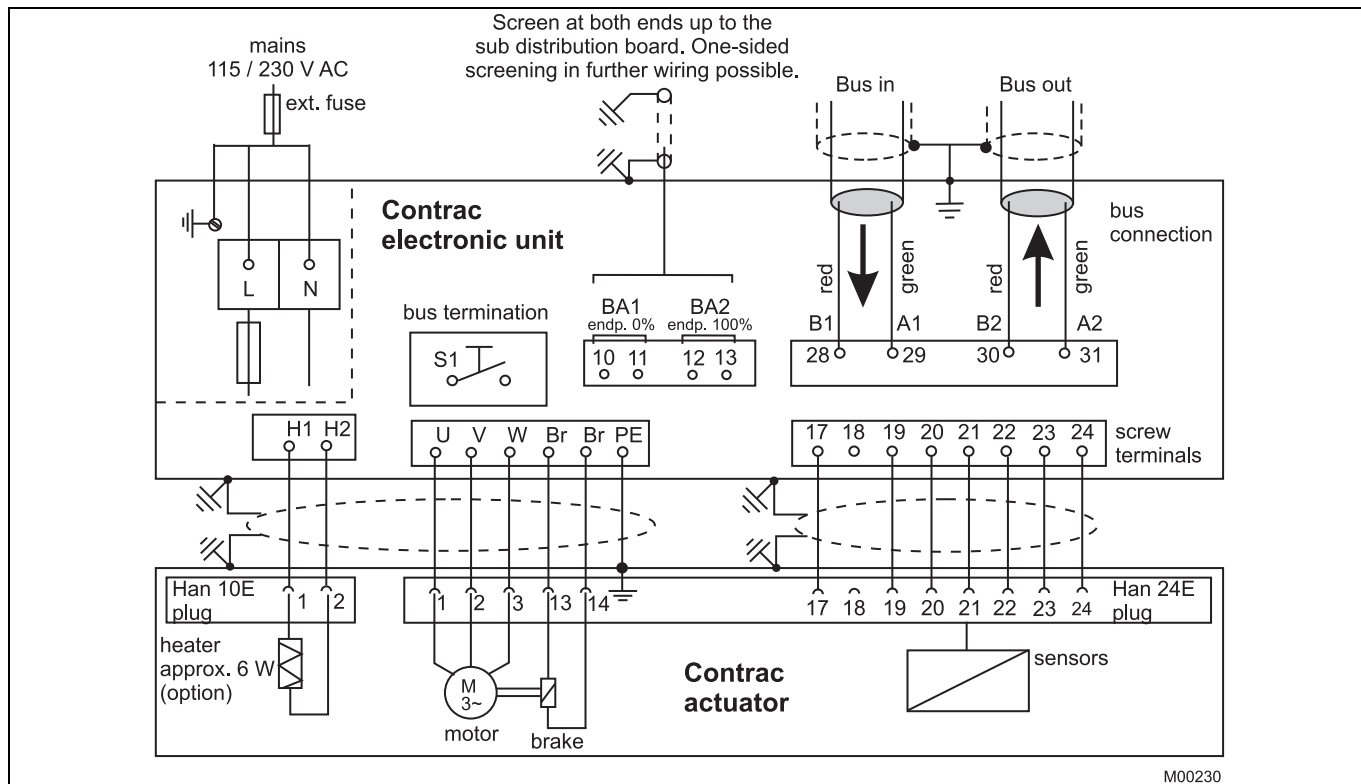 Screen at both ends up to the
sub distribution board. One-sided
screening in further wiring possible.
mains
115 / 230 V AC
ext. fuse
Bus in
Bus out
Contrac
electronic unit
bus
connection
L
N
red
green
red
green
bus termination
S1
BA1
endp. 0%
BA2
endp. 100%
10 11 12 13
B1 A1 B2 A2
28 29 30 31
H1 H2
U V W Br Br PE
17 18 19 20 21 22 23 24
screw
terminals
Han 10E
plug
1 2
1 2 3 13 14
17 18 19 20 21 22 23 24
Han 24E
plug
heater
approx. 6 W
(option)
M
3~
motor
brake
Contrac
actuator
sensors
M00230